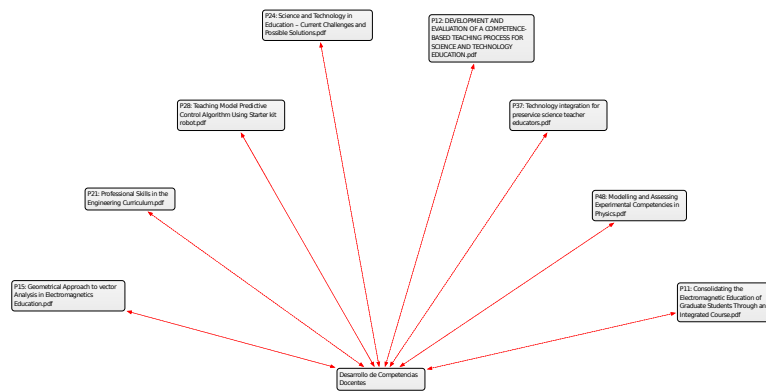 P24: Science and Technology in
Education – Current Challenges and
Possible Solutions.pdf
P12: DEVELOPMENT AND
EVALUATION OF A COMPETENCE-
BASED TEACHING PROCESS FOR
SCIENCE AND TECHNOLOGY
EDUCATION.pdf
P28: Teaching Model Predictive
Control Algorithm Using Starter kit
robot.pdf
P37: Technology integration for
preservice science teacher
educators.pdf
P21: Professional Skills in the
Engineering Curriculum.pdf
P48: Modelling and Assessing
Experimental Competencies in
Physics.pdf
P15: Geometrical Approach to vector
Analysis in Electromagnetics
Education.pdf
P11: Consolidating the
Electromagnetic Education of
Graduate Students Through an
Integrated Course.pdf
Desarrollo de Competencias
Docentes